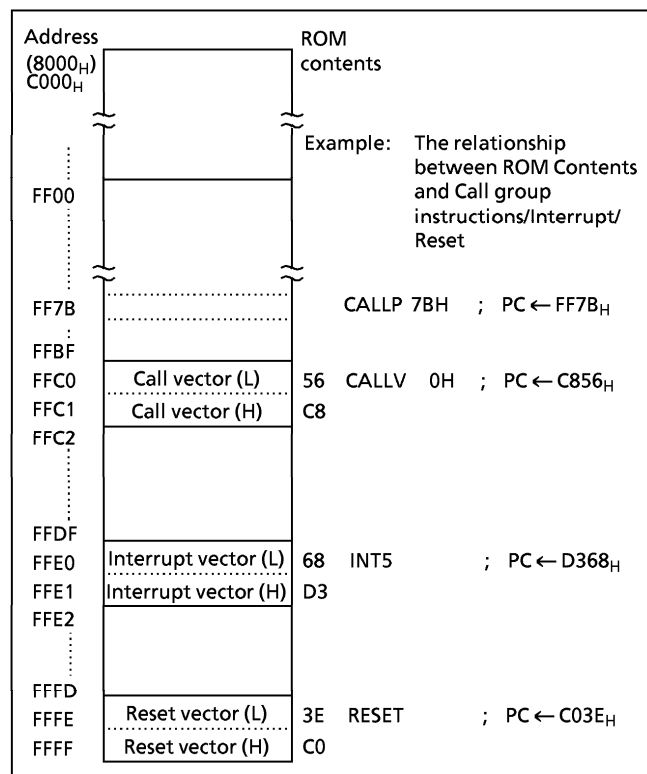 Address ROM
(8000H) contents
C000H
Example: The relationship
between ROM Contents
and Call group
instructions/Interrupt/
Reset
FF00
FF7B CALLP 7BH ; PC ← FF7BH
FFBF
FFC0 Call vector (L) 56 CALLV 0H ; PC ← C856H
FFC1 Call vector (H) C8
FFC2
FFDF
FFE0 Interrupt vector (L) 68 INT5 ; PC ← D368H
FFE1 Interrupt vector (H) D3
FFE2
FFFD
FFFE Reset vector (L) 3E RESET ; PC ← C03EH
FFFF Reset vector (H) C0